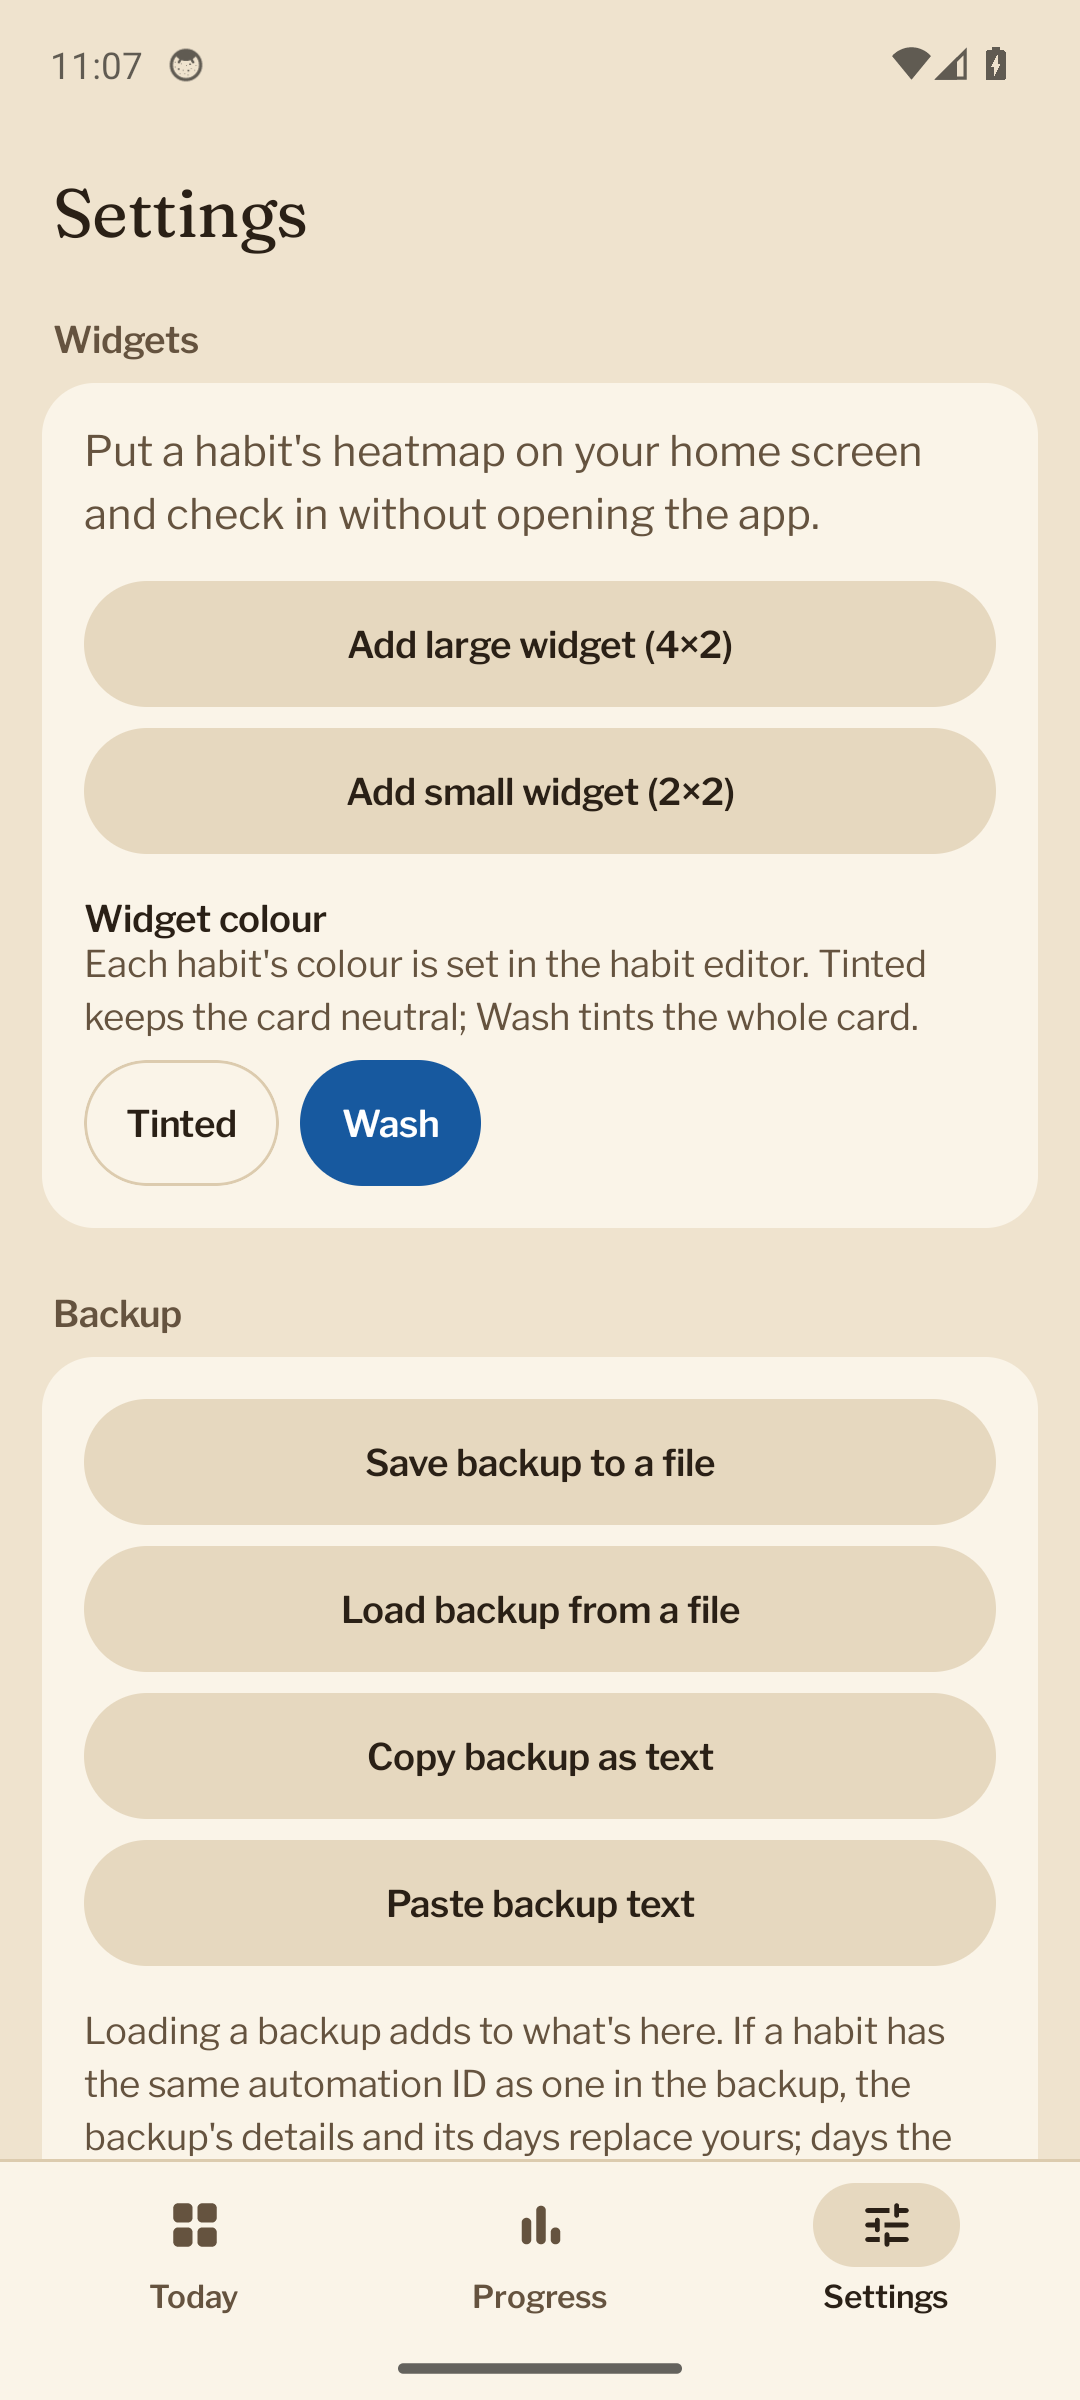 11:07
Settings
Widgets
Put a habit's heatmap on your home screen
and check in without opening the app.
Add large widget (4×2)
Add small widget (2×2)
Widget colour
Each habit's colour is set in the habit editor. Tinted
keeps the card neutral; Wash tints the whole card.
Tinted
Wash
Backup
Save backup to a file
Load backup from a file
Copy backup as text
Paste backup text
Loading a backup adds to what's here. If a habit has
the same automation ID as one in the backup, the
backup's details and its days replace yours; days the
Today
Progress
Settings